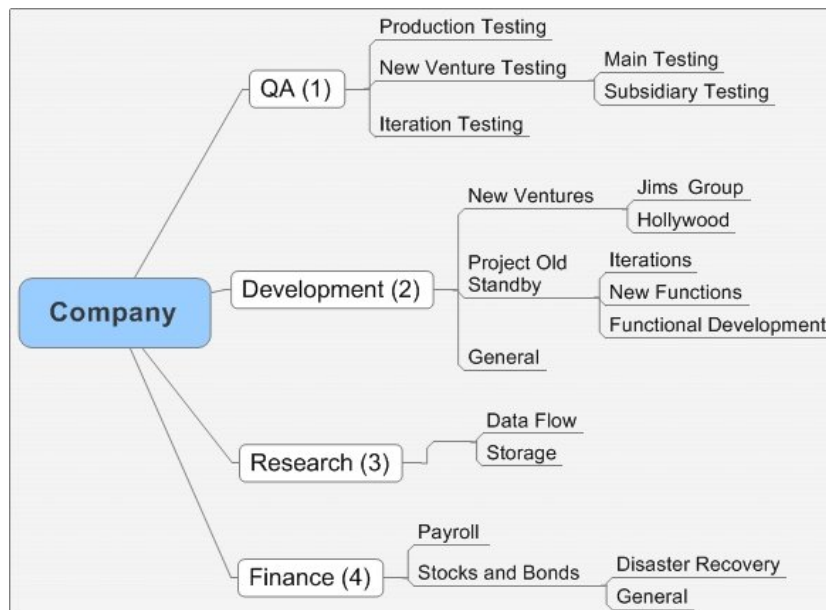 Production Testing
New Venture Testing
Main Testing
Subsidiary Testing
QA (1)
Iteration Testing
New Ventures
Jims Group
Hollywood
Project Old
Standby
Iterations
New Functions
Functional Development
Development (2)
Company
General
Data Flow
Storage
Research (3)
Payroll
Stocks and Bonds
Disaster Recovery
General
Finance (4)